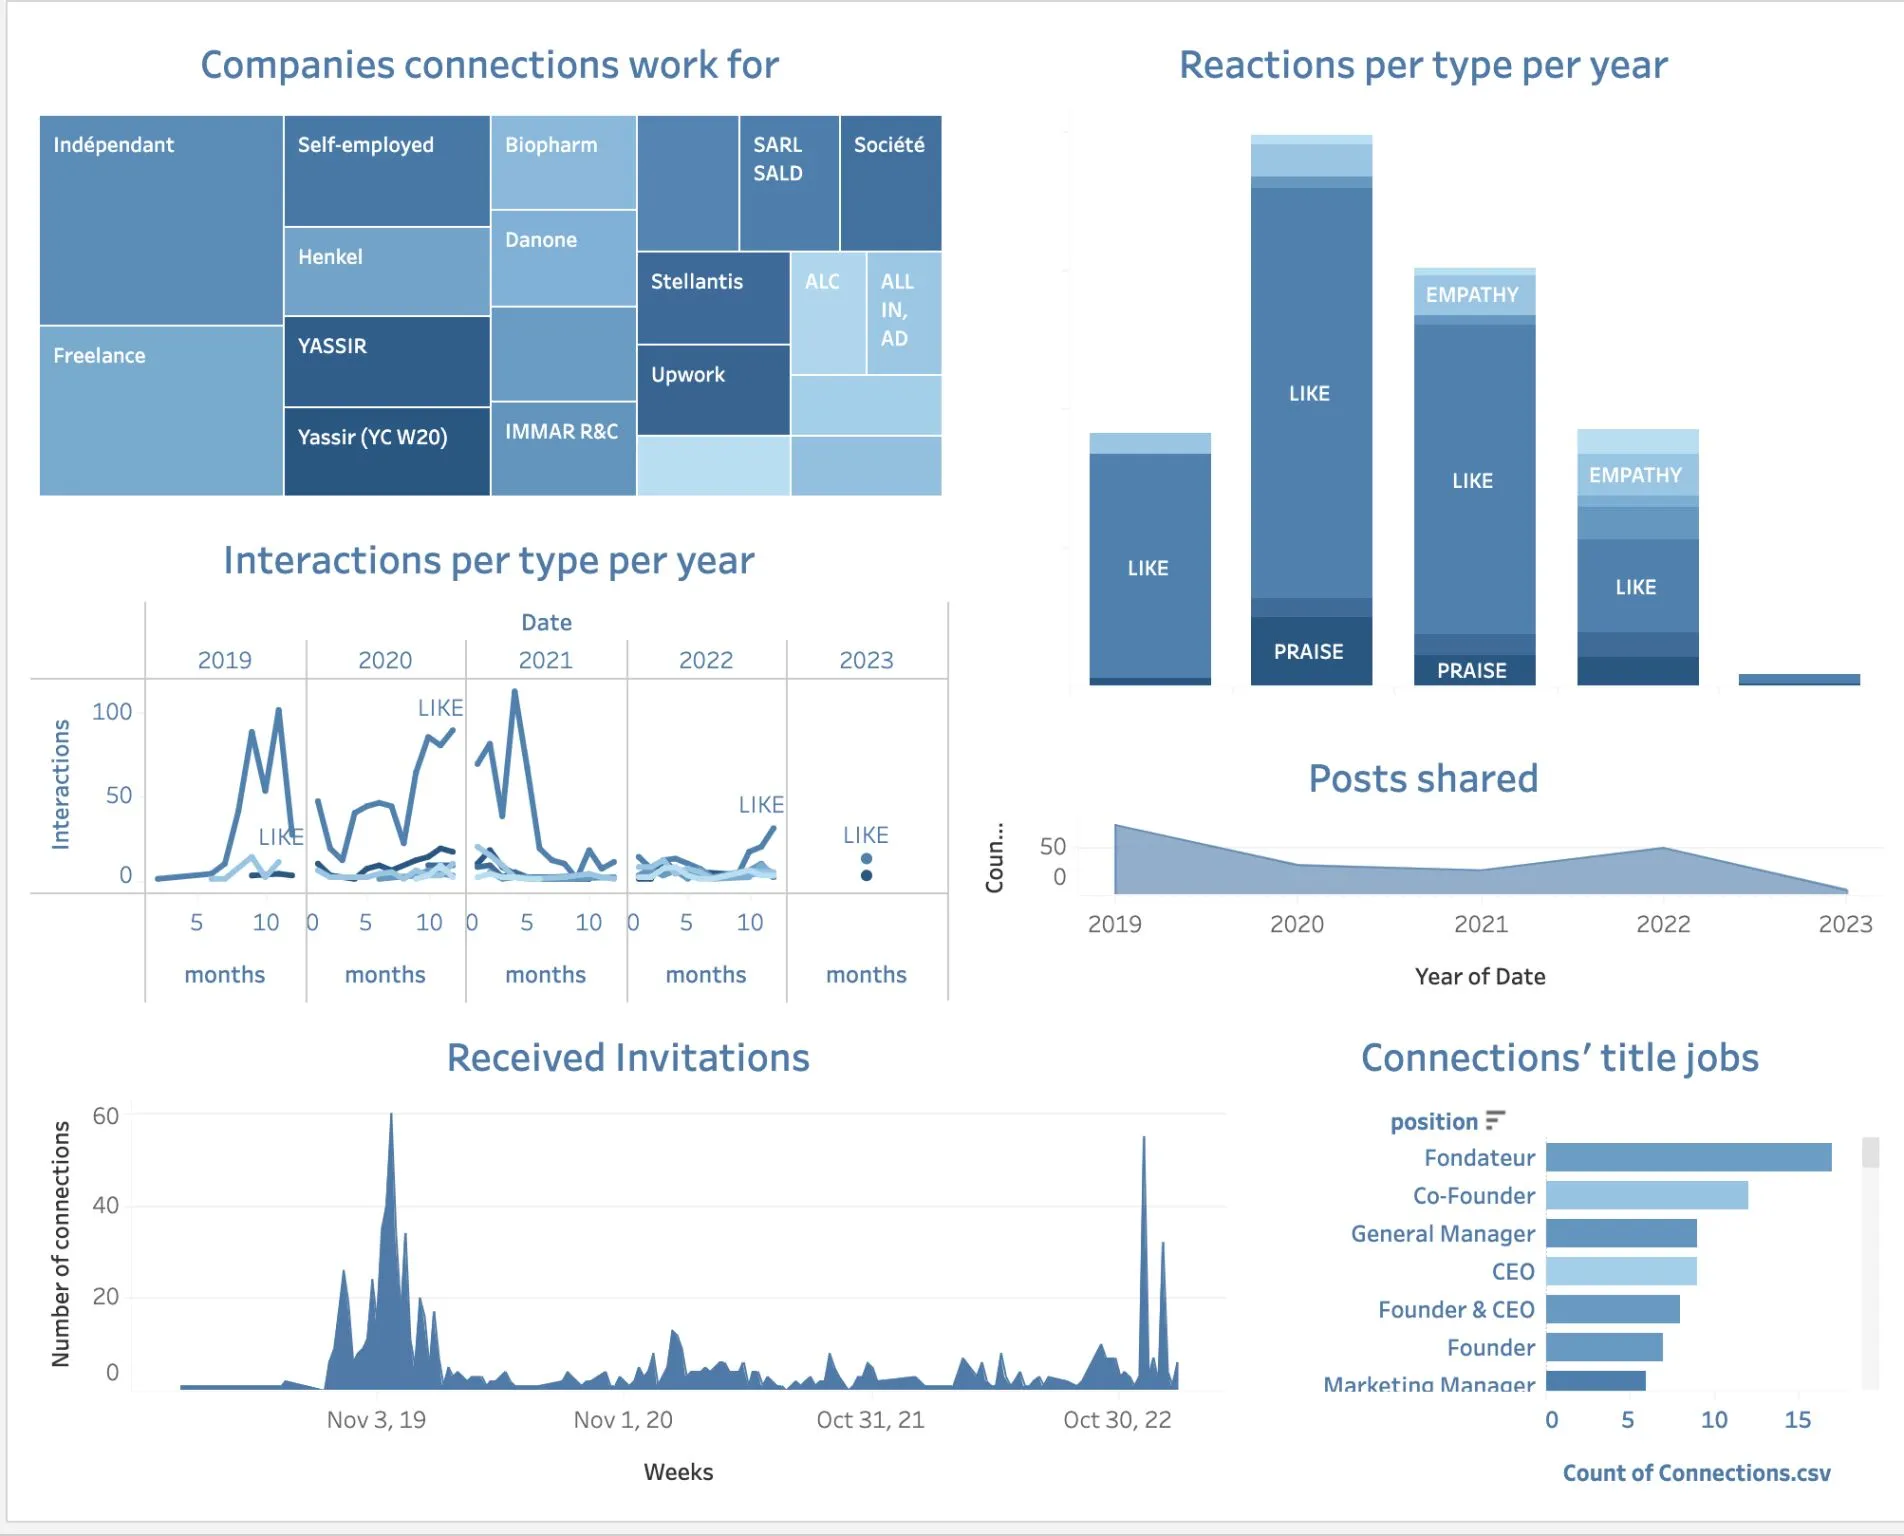 Companies connections work for
Indépendant
Freelance
Self-employed
Henkel
YASSIR
Yassir (YC W20)
Biopharm
Danone
IMMAR R&C
SARL
SALD
Société
Stellantis
Upwork
ALC
ALL
IN,
AD
Reactions per type per year
LIKE
LIKE
PRAISE
EMPATHY
LIKE
PRAISE
EMPATHY
LIKE
Interactions per type per year
Date
2019 2020 2021 2022 2023
Interactions
100
50
0
LIKE
LIKE
LIKE
LIKE
5 10 0 5 10 0 5 10 0 5 10
months months months months months
Posts shared
Coun...
50
0
2019 2020 2021 2022 2023
Year of Date
Received Invitations
Number of connections
60
40
20
0
Nov 3, 19 Nov 1, 20 Oct 31, 21 Oct 30, 22
Weeks
Connections’ title jobs
position
Fondateur
Co-Founder
General Manager
CEO
Founder & CEO
Founder
Marketing Manager
0 5 10 15
Count of Connections.csv